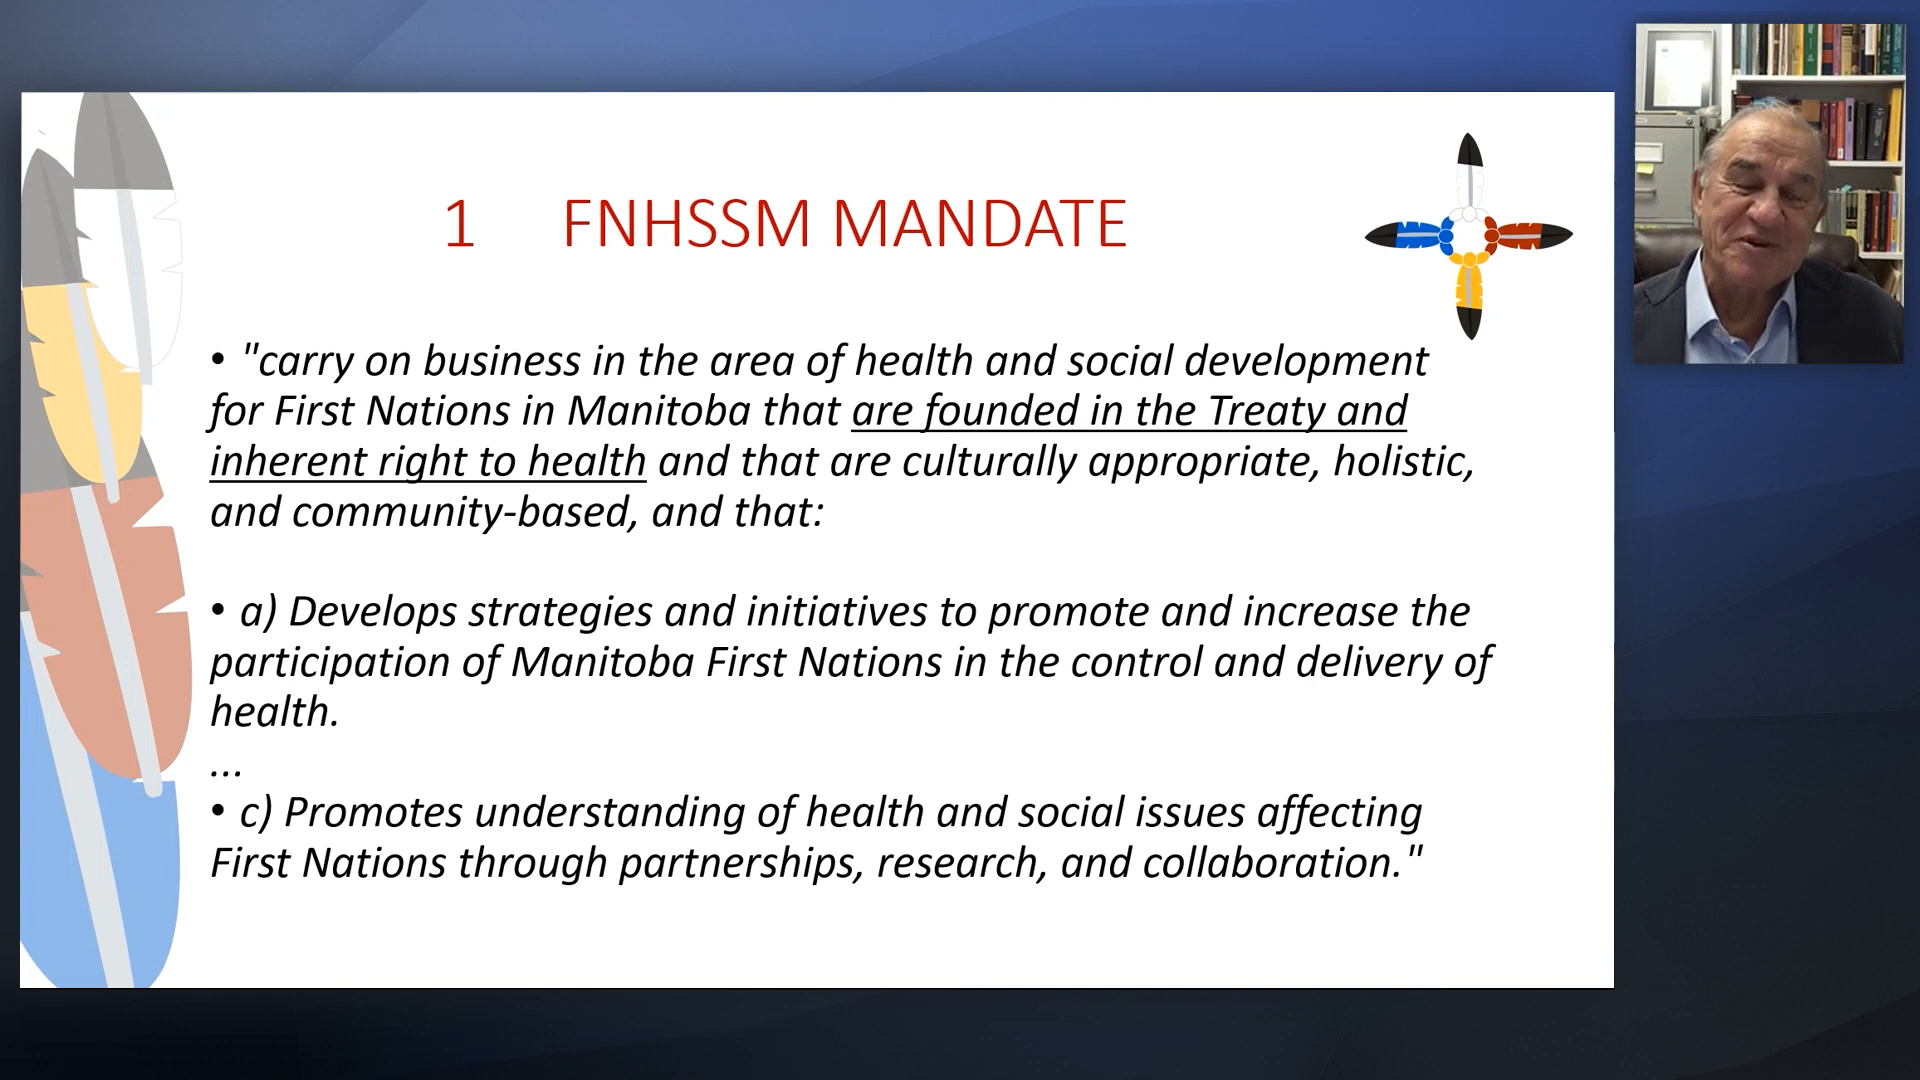 1 FNHSSM MANDATE
• "carry on business in the area of health and social development
for First Nations in Manitoba that are founded in the Treaty and
inherent right to health and that are culturally appropriate, holistic,
and community-based, and that:
• a) Develops strategies and initiatives to promote and increase the
participation of Manitoba First Nations in the control and delivery of
health.
...
• c) Promotes understanding of health and social issues affecting
First Nations through partnerships, research, and collaboration."